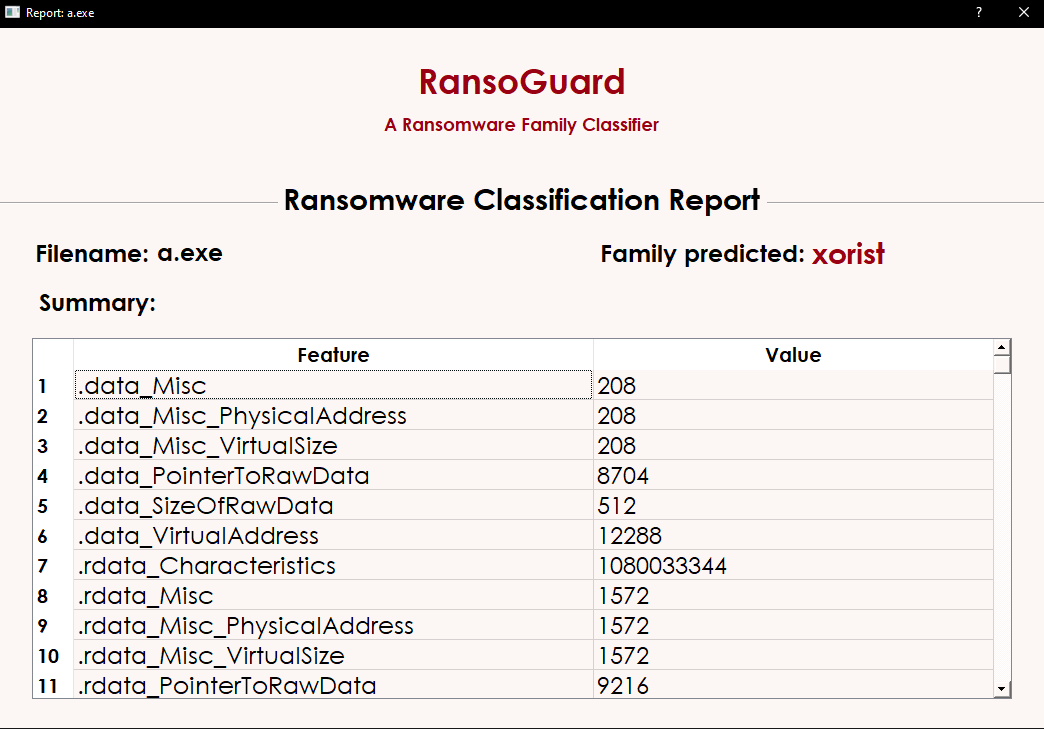 Report: a.exe
?
RansoGuard
A Ransomware Family Classifier
Ransomware Classification Report
Filename: a.exe Family predicted: xorist
Summary:
Feature Value
1 .data_Misc 208
2 .data_Misc_PhysicalAddress 208
3 .data_Misc_VirtualSize 208
4 .data_PointerToRawData 8704
5 .data_SizeOfRawData 512
6 .data_VirtualAddress 12288
7 .rdata_Characteristics 1080033344
8 .rdata_Misc 1572
9 .rdata_Misc_PhysicalAddress 1572
10 .rdata_Misc_VirtualSize 1572
11 .rdata_PointerToRawData 9216